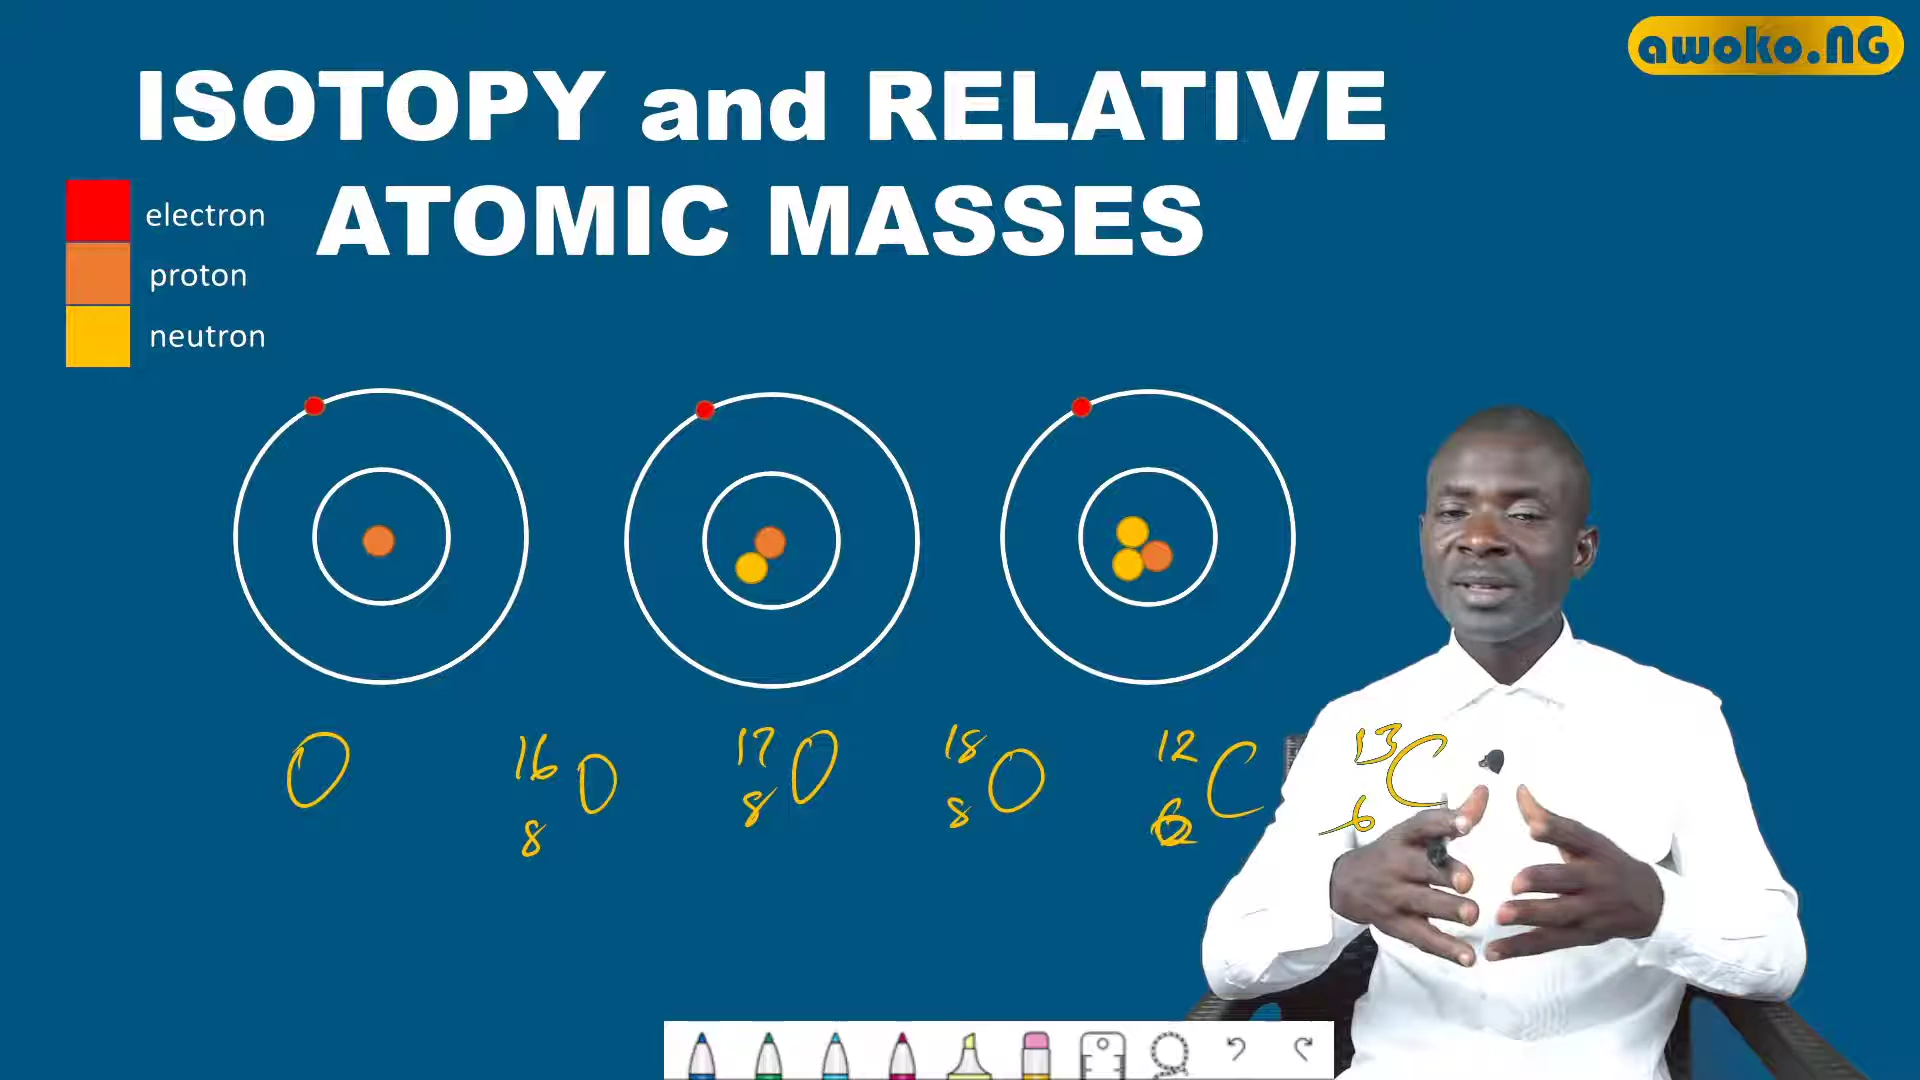 awoko.NG
ISOTOPY and RELATIVE
ATOMIC MASSES
electron
proton
neutron
O
16 8 O
17 8 O
18 8 O
12 6 C
13 6 C